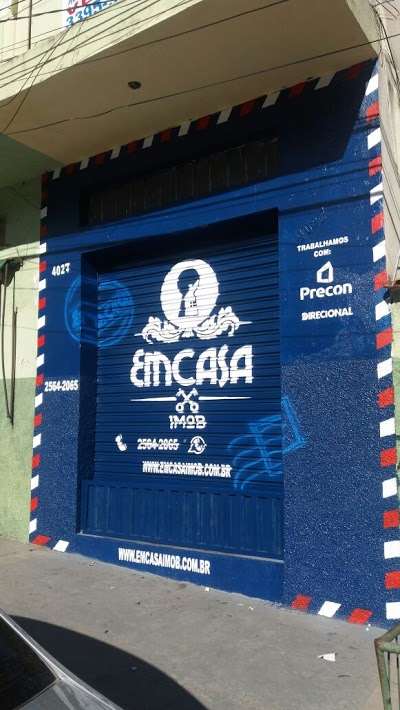 4027
TRABALHAMOS
COM:
Precon
DIRECIONAL
EMCASA
IMOB
2564-2065
2564-2065
WWW.EMCASAIMOB.COM.BR
WWW.EMCASAIMOB.COM.BR